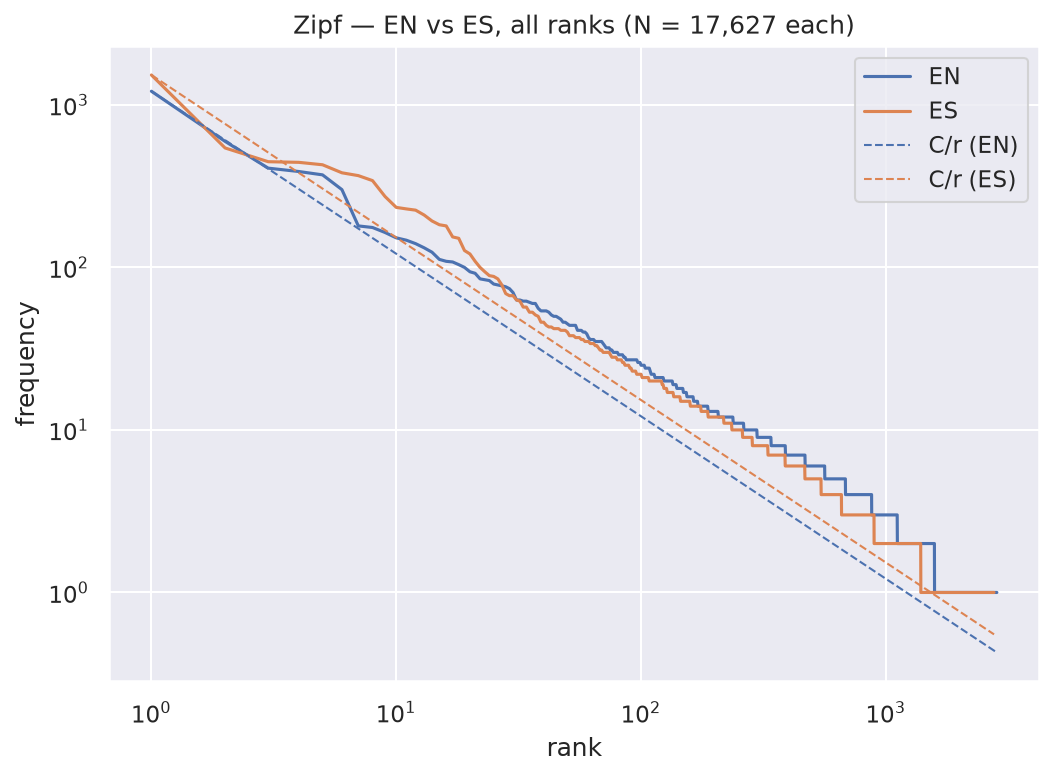 Zipf — EN vs ES, all ranks (N = 17,627 each)
EN
ES
C/r (EN)
C/r (ES)
frequency
10³
10²
10¹
10⁰
10⁰ 10¹ 10² 10³
rank